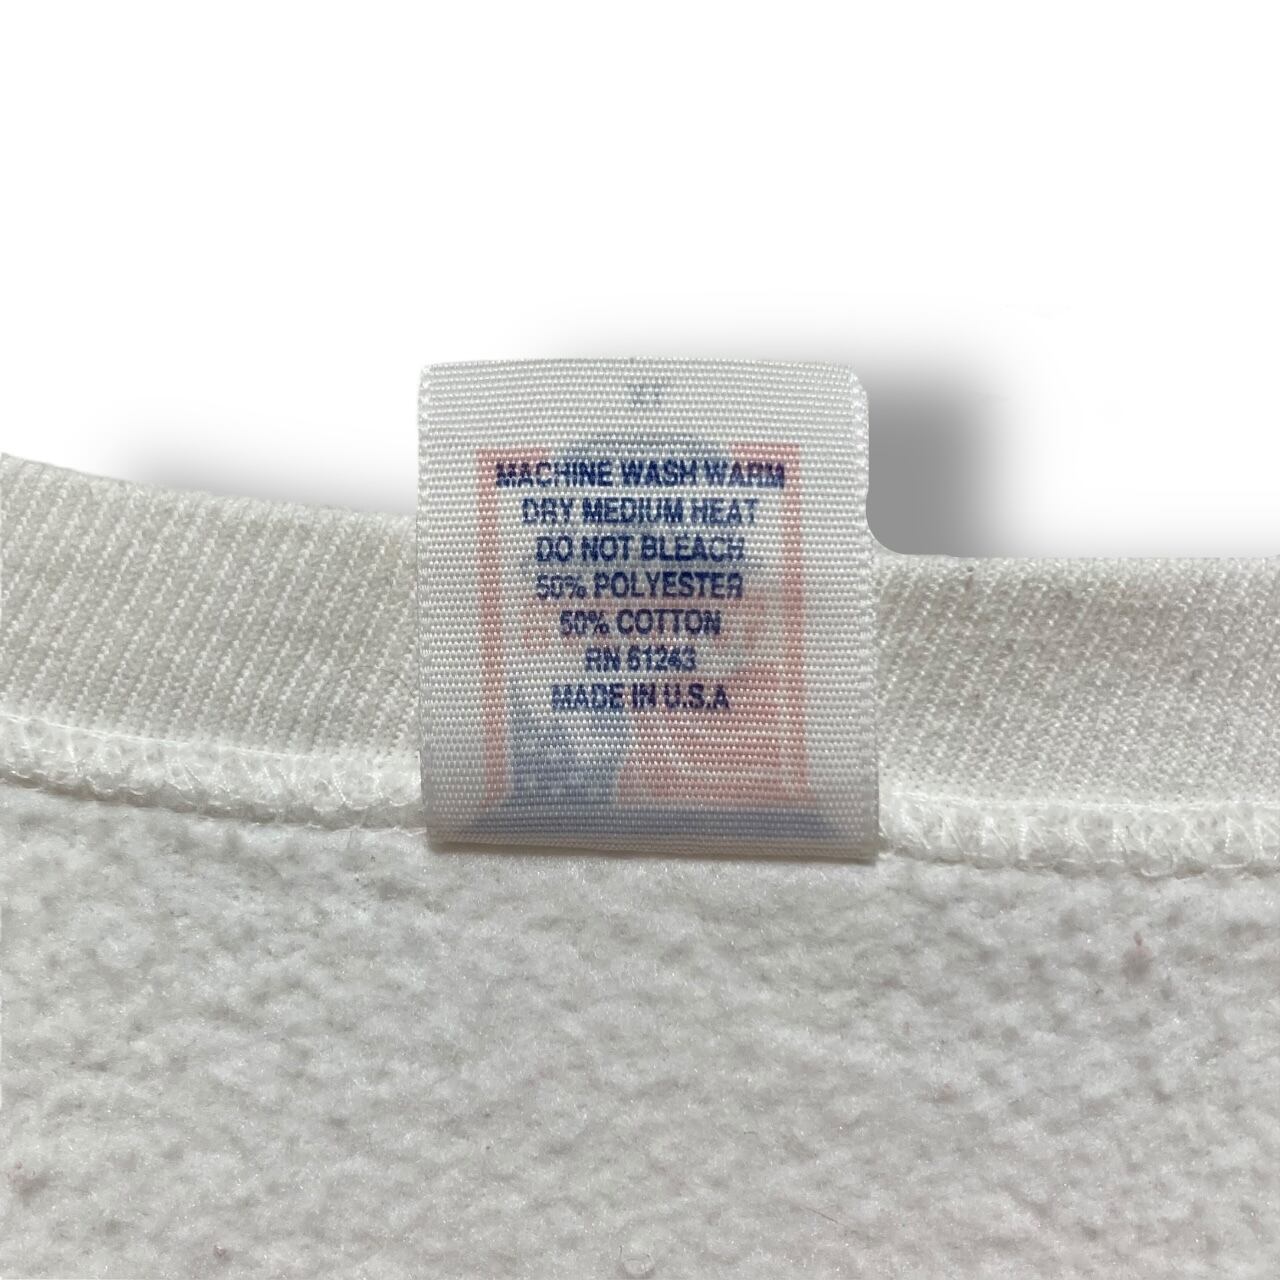 MACHINE WASH WARM
DRY MEDIUM HEAT
DO NOT BLEACH
50% POLYESTER
50% COTTON
RN 61243
MADE IN U.S.A